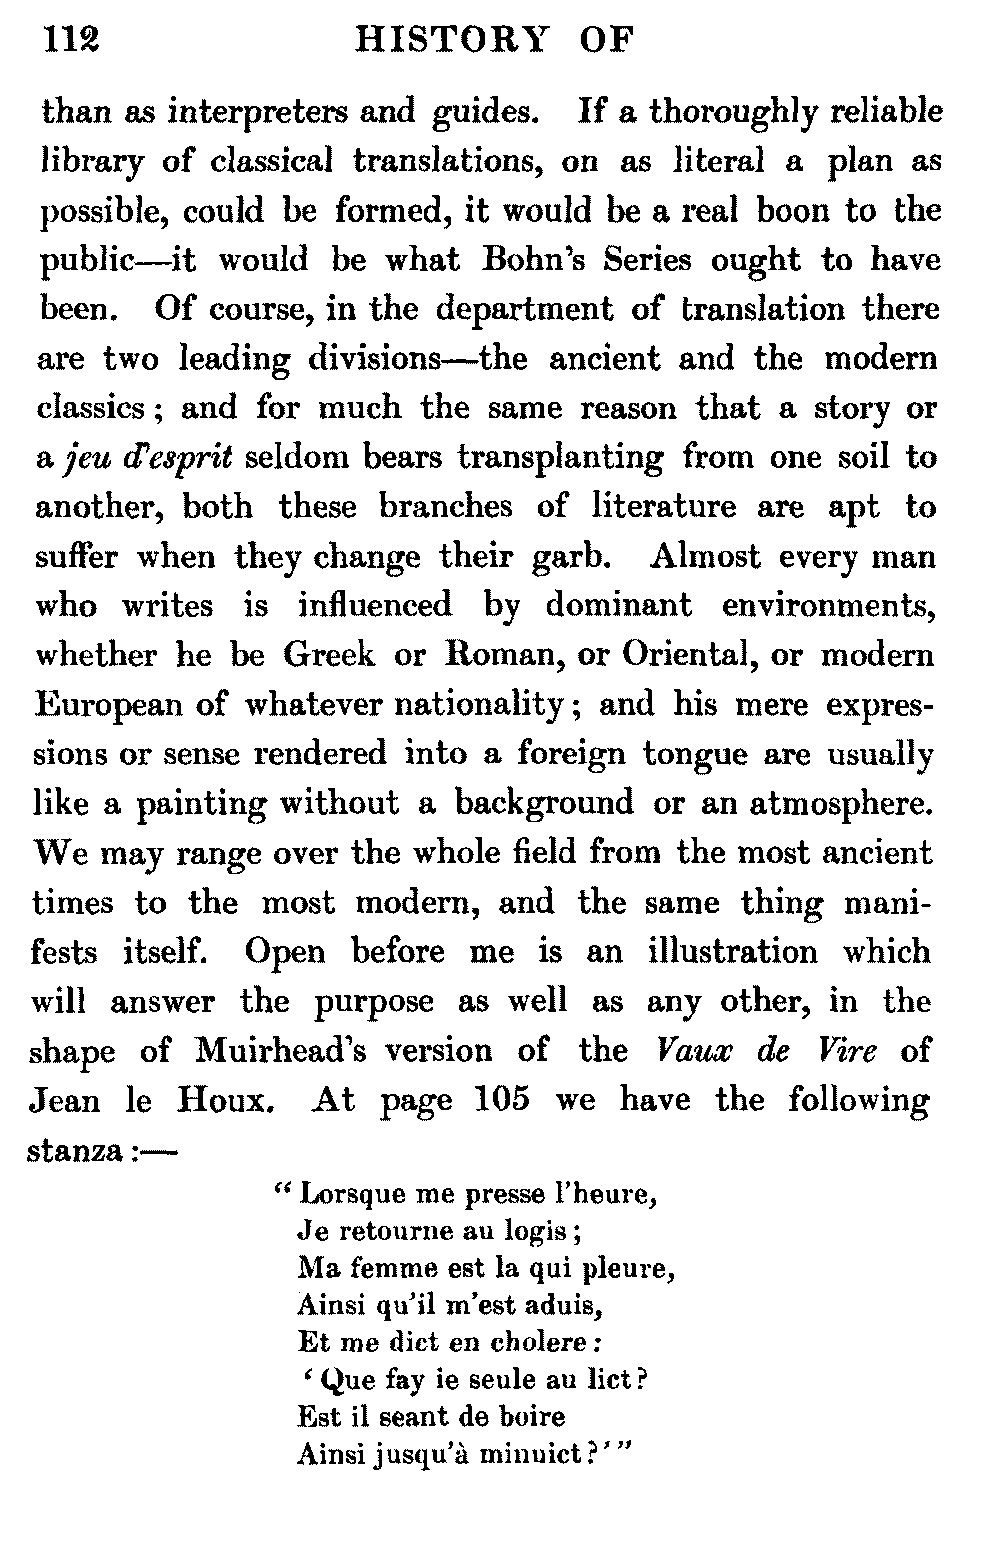 112 HISTORY OF
than as interpreters and guides. If a thoroughly reliable
library of classical translations, on as literal a plan as
possible, could be formed, it would be a real boon to the
public—it would be what Bohn's Series ought to have
been. Of course, in the department of translation there
are two leading divisions—the ancient and the modern
classics; and for much the same reason that a story or
a jeu d'esprit seldom bears transplanting from one soil to
another, both these branches of literature are apt to
suffer when they change their garb. Almost every man
who writes is influenced by dominant environments,
whether he be Greek or Roman, or Oriental, or modern
European of whatever nationality; and his mere expres-
sions or sense rendered into a foreign tongue are usually
like a painting without a background or an atmosphere.
We may range over the whole field from the most ancient
times to the most modern, and the same thing mani-
fests itself. Open before me is an illustration which
will answer the purpose as well as any other, in the
shape of Muirhead's version of the Vaux de Vire of
Jean le Houx. At page 105 we have the following
stanza:—
"Lorsque me presse l'heure,
Je retourne au logis;
Ma femme est la qui pleure,
Ainsi qu'il m'est aduis,
Et me dict en cholere:
'Que fay ie seule au lict?
Est il seant de boire
Ainsi jusqu'à minuict?'"